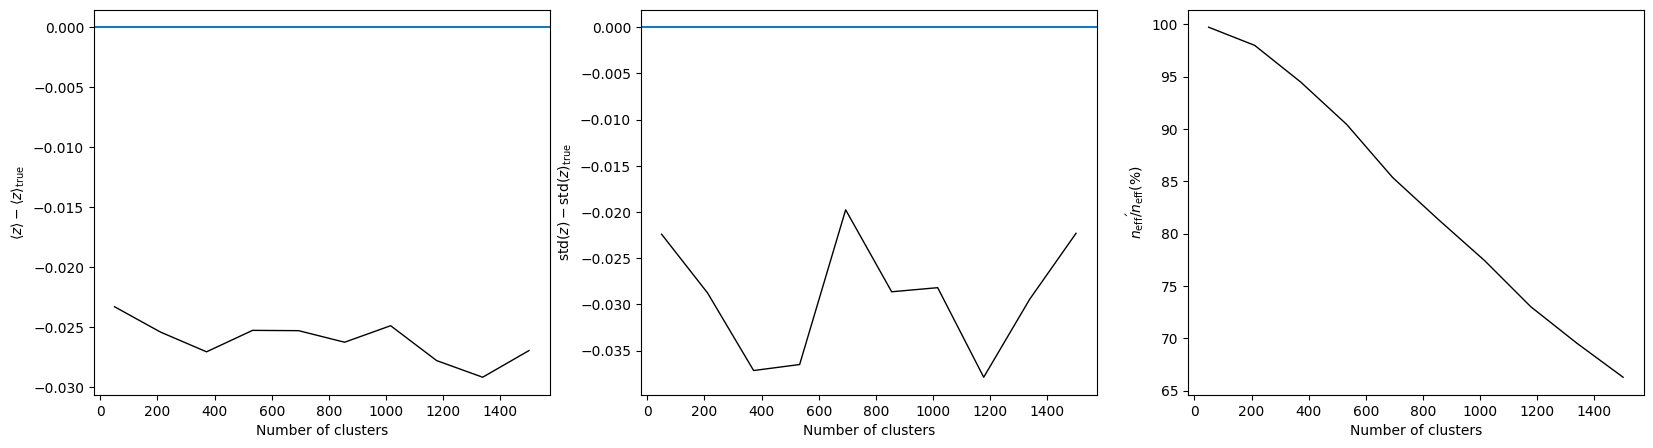 0.000
−0.005
−0.010
−0.015
−0.020
−0.025
−0.030
⟨z⟩ − ⟨z⟩true
0 200 400 600 800 1000 1200 1400
Number of clusters
0.000
−0.005
−0.010
−0.015
−0.020
−0.025
−0.030
−0.035
std(z) − std(z)true
0 200 400 600 800 1000 1200 1400
Number of clusters
100
95
90
85
80
75
70
65
n′eff/neff(%)
0 200 400 600 800 1000 1200 1400
Number of clusters